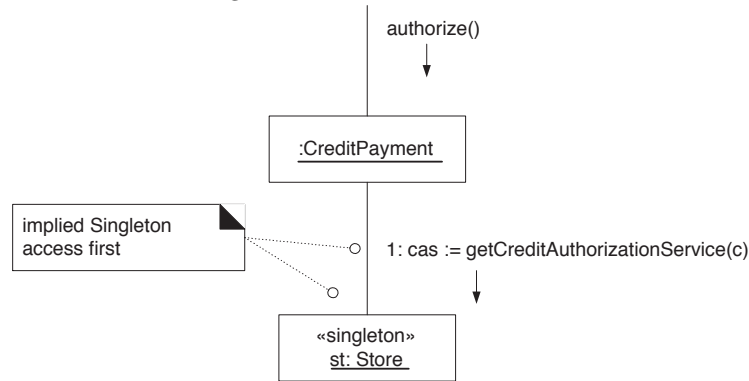 authorize()
:CreditPayment
implied Singleton
access first
1: cas := getCreditAuthorizationService(c)
«singleton»
st: Store